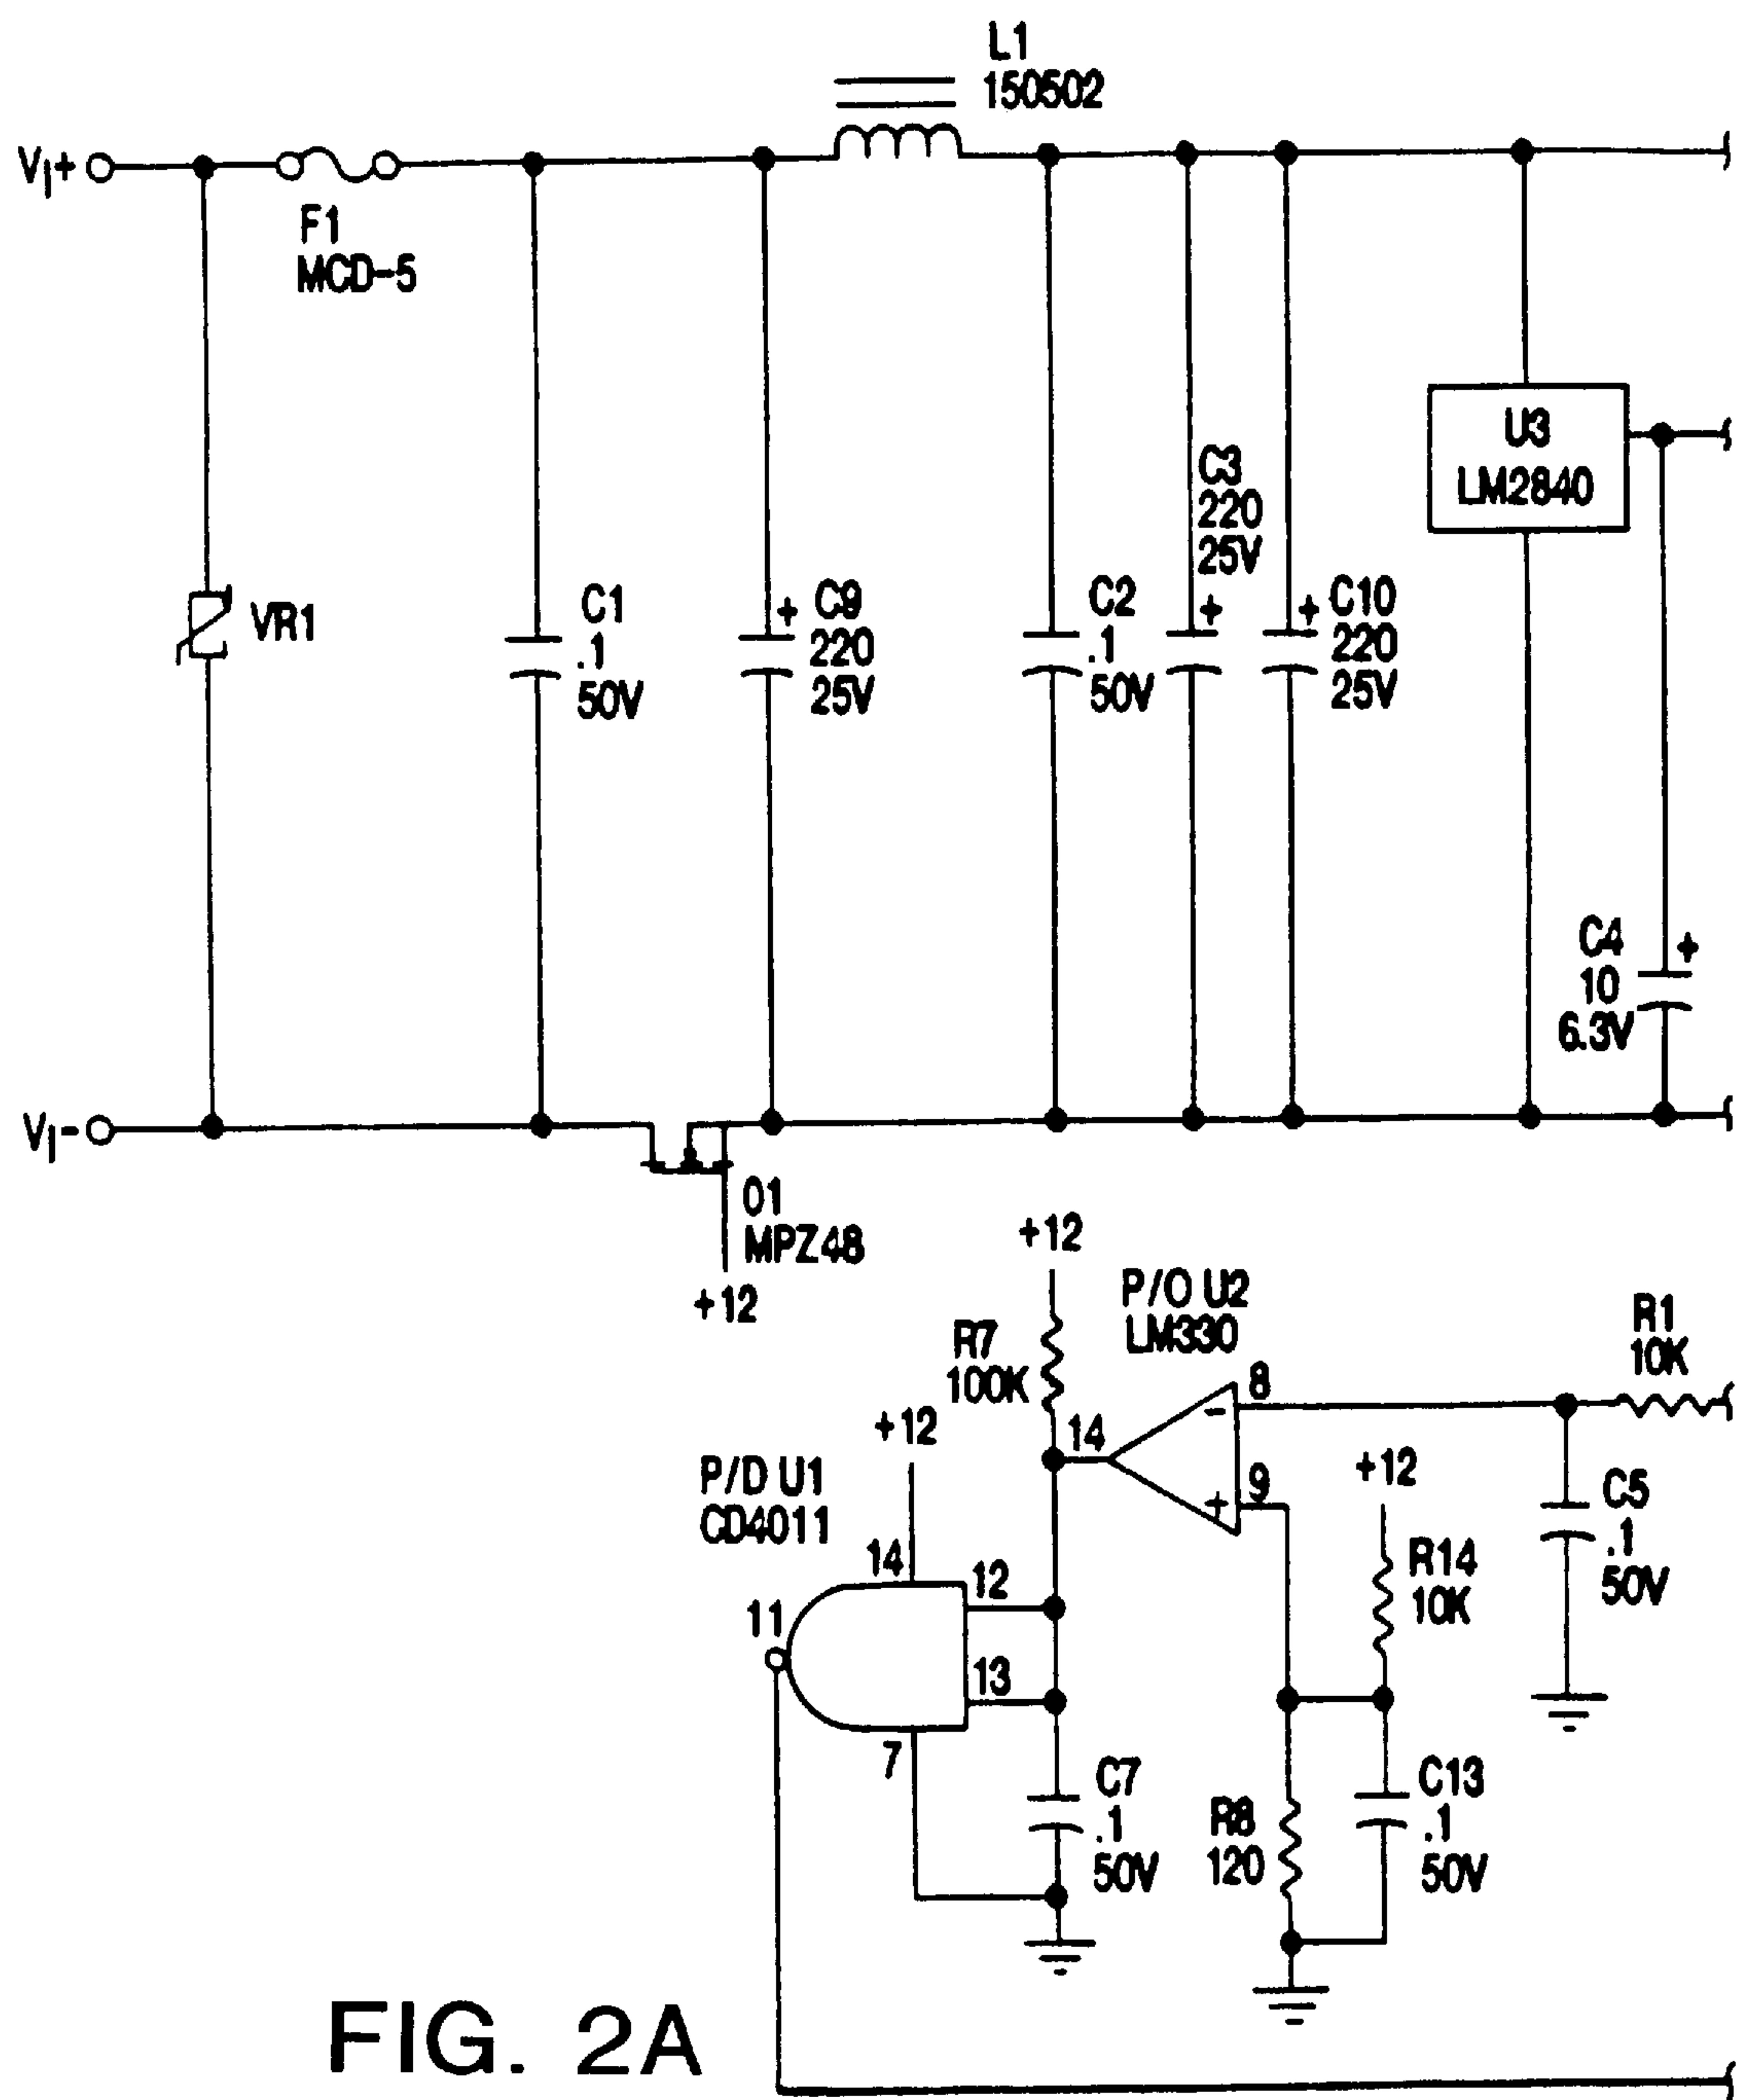 L1
150502
VI+
F1
MCD-5
U3
LM2840
C3
220
25V
VR1
C1
.1
50V
+ C9
220
25V
C2
.1
50V
+
+ C10
220
25V
C4 +
10
6.3V
VI-
01
MPZ48
+12
+12
P/O U2
LM330
R7
100K
R1
10K
8
-
14
9
+
+12
P/D U1
CD4011
+12
C5
.1
50V
14
12
R14
10K
11
13
7
C7
.1
50V
R8
120
C13
.1
50V
FIG. 2A